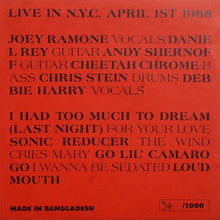 LIVE IN N.Y.C. APRIL 1ST 1988
JOEY RAMONE VOCALS DANIE
L REY GUITAR ANDY SHERNOF
F GUITAR CHEETAH CHROME B
ASS CHRIS STEIN DRUMS DEB
BIE HARRY VOCALS
I HAD TOO MUCH TO DREAM
(LAST NIGHT) FOR YOUR LOVE
SONIC REDUCER THE WIND
CRIES MARY GO LIL' CAMARO
GO I WANNA BE SEDATED LOUD
MOUTH
MADE IN BANGLADESH
54 /1000